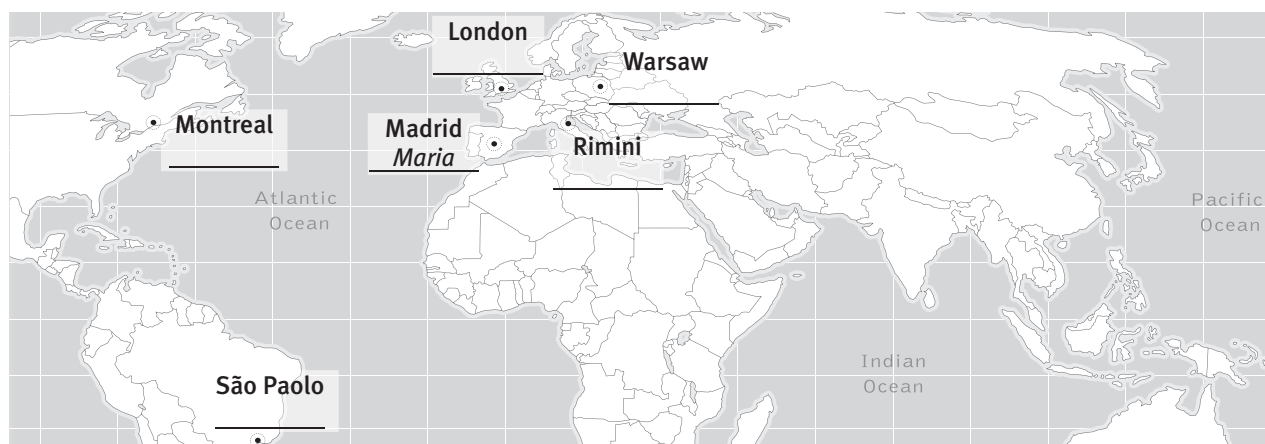 London
Warsaw
Montreal
Madrid
Maria
Rimini
Atlantic
Ocean
Pacific
Ocean
Indian
Ocean
São Paolo